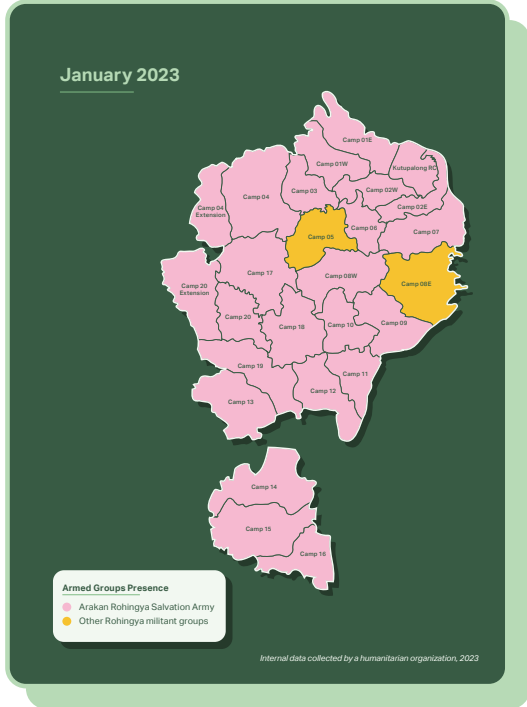 January 2023
Camp 01E
Camp 01W
Kutupalong RC
Camp 03
Camp 02W
Camp 04
Camp 02E
Camp 04
Extension
Camp 06
Camp 07
Camp 05
Camp 17
Camp 08W
Camp 08E
Camp 20
Extension
Camp 20
Camp 18
Camp 10
Camp 09
Camp 19
Camp 11
Camp 12
Camp 13
Camp 14
Camp 15
Camp 16
Armed Groups Presence
Arakan Rohingya Salvation Army
Other Rohingya militant groups
Internal data collected by a humanitarian organization, 2023